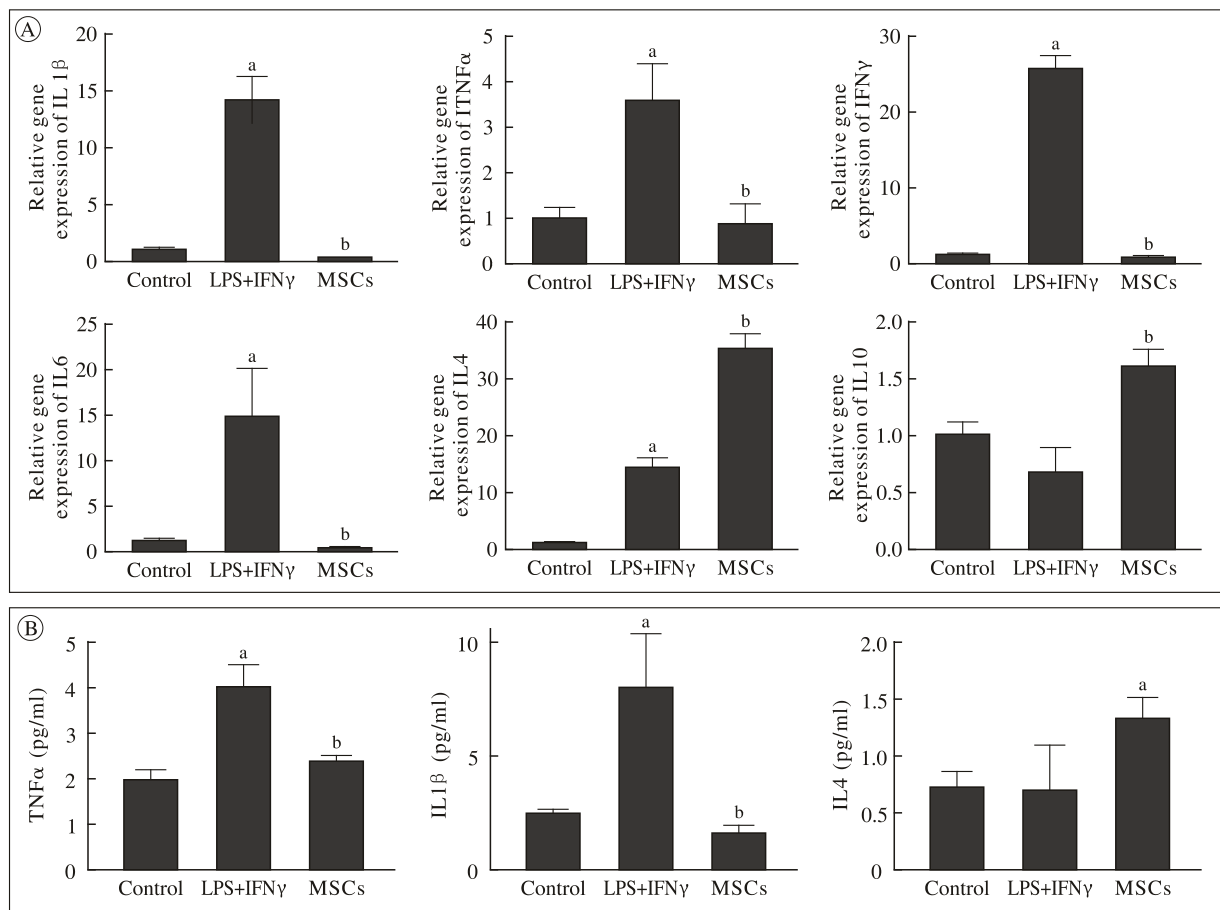 A
Relative gene
expression of IL 1β
20
15
10
5
0
a
b
Control LPS+IFNγ MSCs
Relative gene
expression of ITNFα
5
4
3
2
1
0
a
b
Control LPS+IFNγ MSCs
Relative gene
expression of IFNγ
30
20
10
0
a
b
Control LPS+IFNγ MSCs
Relative gene
expression of IL6
25
20
15
10
5
0
a
b
Control LPS+IFNγ MSCs
Relative gene
expression of IL4
40
30
20
10
0
a
b
Control LPS+IFNγ MSCs
Relative gene
expression of IL10
2.0
1.5
1.0
0.5
0.0
b
Control LPS+IFNγ MSCs
B
TNFα (pg/ml)
5
4
3
2
1
0
a
b
Control LPS+IFNγ MSCs
IL1β (pg/ml)
10
5
0
a
b
Control LPS+IFNγ MSCs
IL4 (pg/ml)
2.0
1.5
1.0
0.5
0
a
Control LPS+IFNγ MSCs